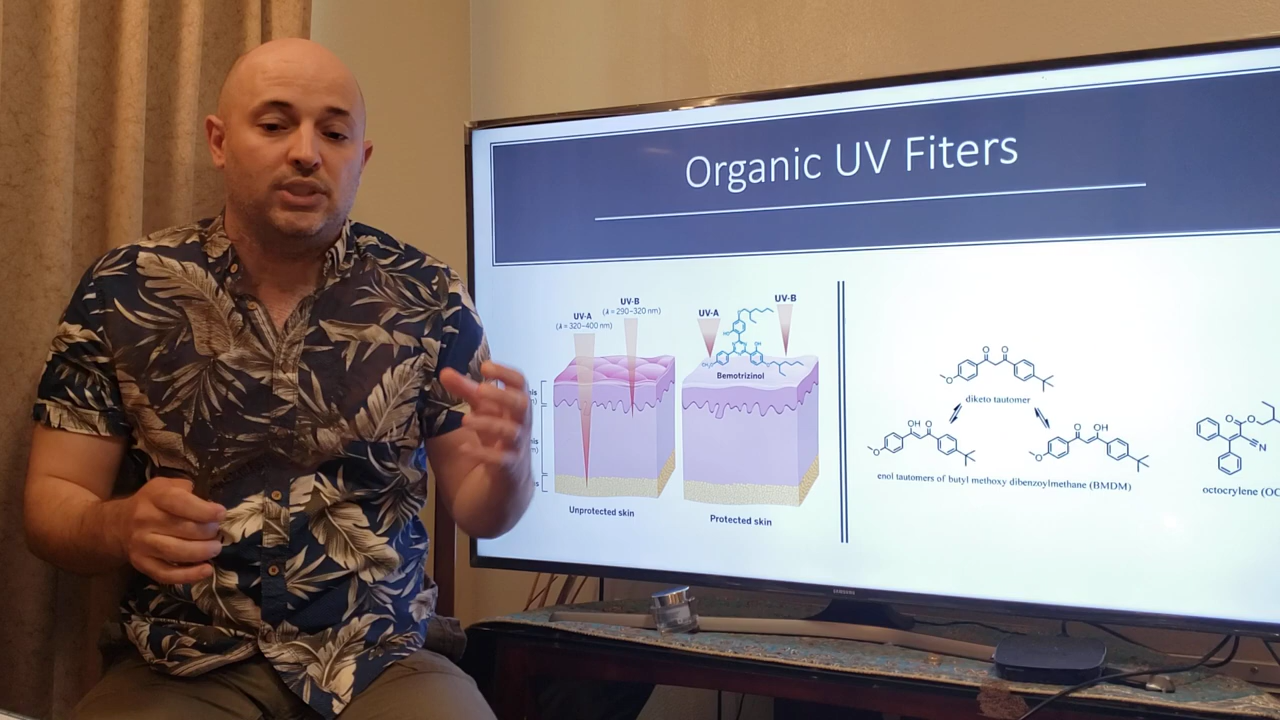 Organic UV Fiters
UV-A
(λ = 320–400 nm)
UV-B
(λ = 290–320 nm)
UV-A
UV-B
Bemotrizinol
Unprotected skin
Protected skin
diketo tautomer
enol tautomers of butyl methoxy dibenzoylmethane (BMDM)
octocrylene (OC
SAMSUNG